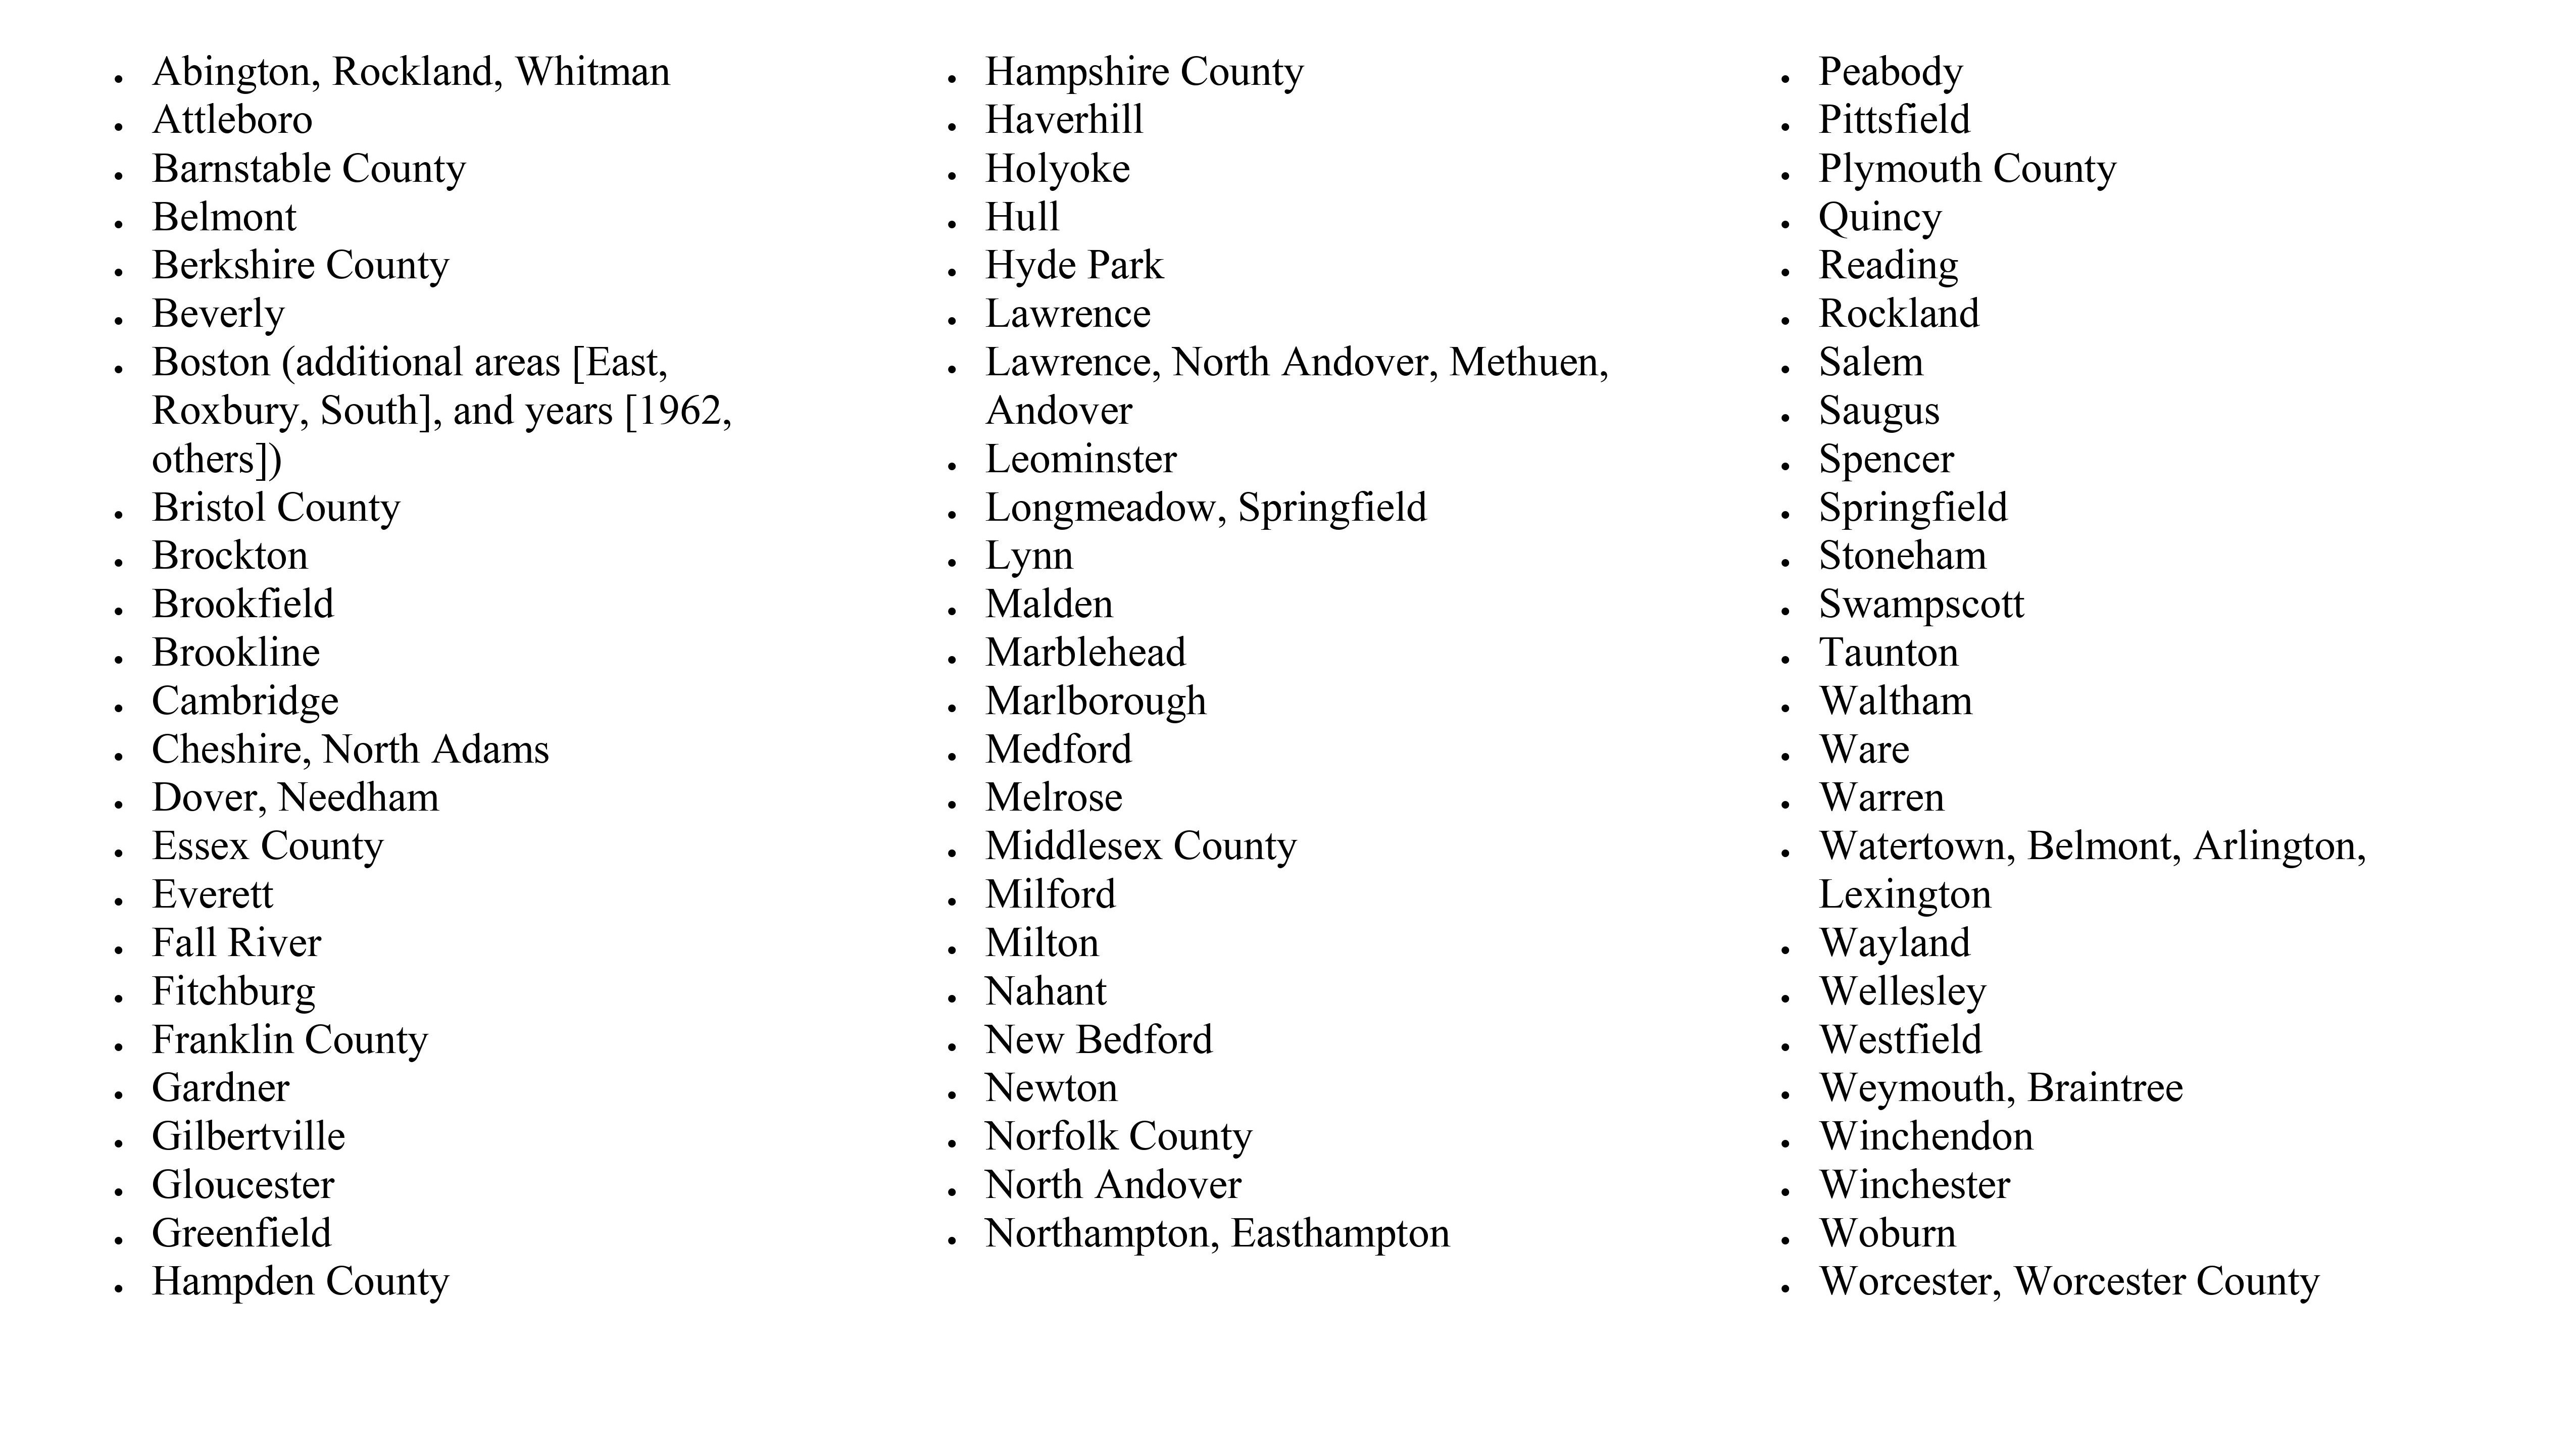 • Abington, Rockland, Whitman
• Attleboro
• Barnstable County
• Belmont
• Berkshire County
• Beverly
• Boston (additional areas [East,
Roxbury, South], and years [1962,
others])
• Bristol County
• Brockton
• Brookfield
• Brookline
• Cambridge
• Cheshire, North Adams
• Dover, Needham
• Essex County
• Everett
• Fall River
• Fitchburg
• Franklin County
• Gardner
• Gilbertville
• Gloucester
• Greenfield
• Hampden County
• Hampshire County
• Haverhill
• Holyoke
• Hull
• Hyde Park
• Lawrence
• Lawrence, North Andover, Methuen,
Andover
• Leominster
• Longmeadow, Springfield
• Lynn
• Malden
• Marblehead
• Marlborough
• Medford
• Melrose
• Middlesex County
• Milford
• Milton
• Nahant
• New Bedford
• Newton
• Norfolk County
• North Andover
• Northampton, Easthampton
• Peabody
• Pittsfield
• Plymouth County
• Quincy
• Reading
• Rockland
• Salem
• Saugus
• Spencer
• Springfield
• Stoneham
• Swampscott
• Taunton
• Waltham
• Ware
• Warren
• Watertown, Belmont, Arlington,
Lexington
• Wayland
• Wellesley
• Westfield
• Weymouth, Braintree
• Winchendon
• Winchester
• Woburn
• Worcester, Worcester County